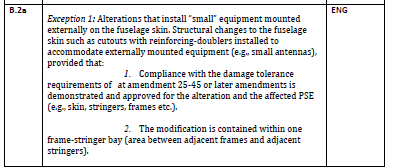 B.2a
Exception 1: Alterations that install "small" equipment mounted
externally on the fuselage skin. Structural changes to the fuselage
skin such as cutouts with reinforcing-doublers installed to
accommodate externally mounted equipment (e.g., small antennas),
provided that:
1. Compliance with the damage tolerance
requirements of at amendment 25-45 or later amendments is
demonstrated and approved for the alteration and the affected PSE
(e.g., skin, stringers, frames etc.).
2. The modification is contained within one
frame-stringer bay (area between adjacent frames and adjacent
stringers).
ENG